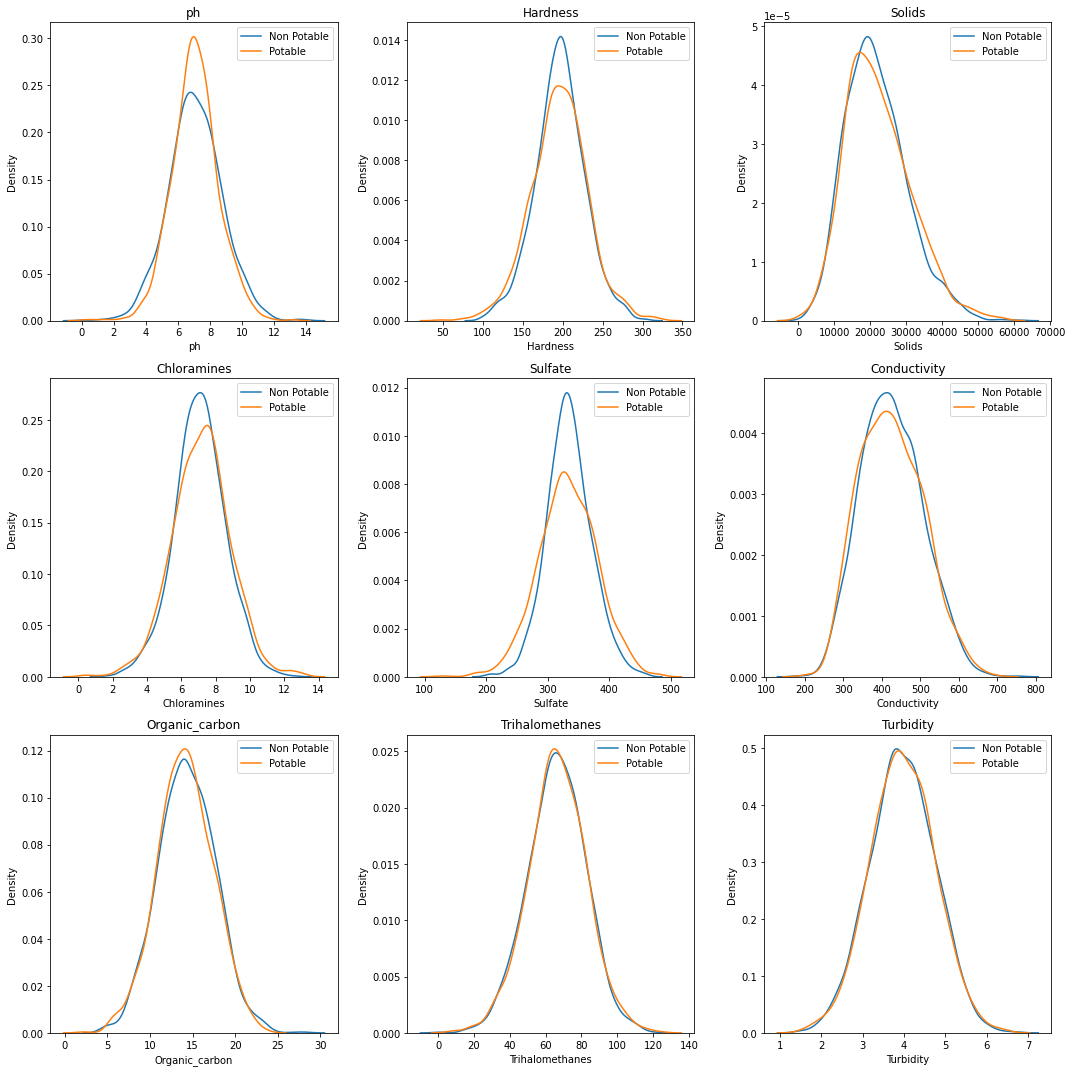 ph
Non Potable
Potable
0.30
0.25
0.20
0.15
0.10
0.05
0.00
Density
0 2 4 6 8 10 12 14
ph
Hardness
Non Potable
Potable
0.014
0.012
0.010
0.008
0.006
0.004
0.002
0.000
Density
50 100 150 200 250 300 350
Hardness
Solids
1e−5
Non Potable
Potable
5
4
3
2
1
0
Density
0 10000 20000 30000 40000 50000 60000 70000
Solids
Chloramines
Non Potable
Potable
0.25
0.20
0.15
0.10
0.05
0.00
Density
0 2 4 6 8 10 12 14
Chloramines
Sulfate
Non Potable
Potable
0.012
0.010
0.008
0.006
0.004
0.002
0.000
Density
100 200 300 400 500
Sulfate
Conductivity
Non Potable
Potable
0.004
0.003
0.002
0.001
0.000
Density
100 200 300 400 500 600 700 800
Conductivity
Organic_carbon
Non Potable
Potable
0.12
0.10
0.08
0.06
0.04
0.02
0.00
Density
0 5 10 15 20 25 30
Organic_carbon
Trihalomethanes
Non Potable
Potable
0.025
0.020
0.015
0.010
0.005
0.000
Density
0 20 40 60 80 100 120 140
Trihalomethanes
Turbidity
Non Potable
Potable
0.5
0.4
0.3
0.2
0.1
0.0
Density
1 2 3 4 5 6 7
Turbidity